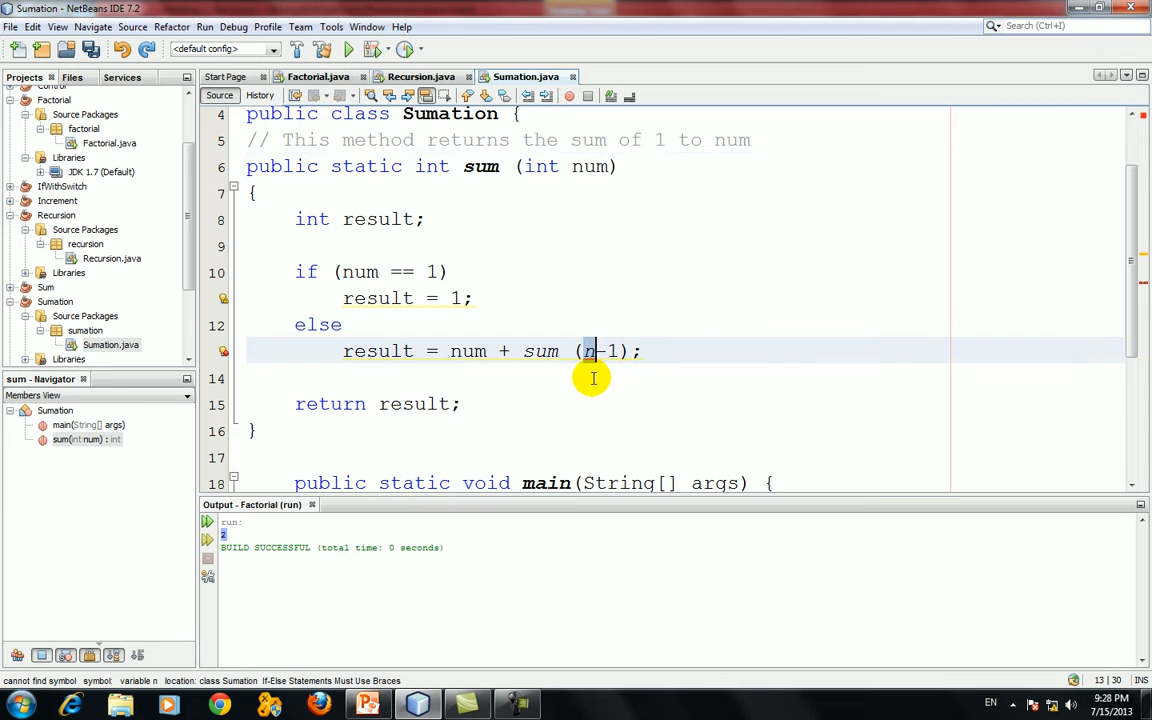 Sumation - NetBeans IDE 7.2
File Edit View Navigate Source Refactor Run Debug Profile Team Tools Window Help
Search (Ctrl+I)
<default config>
Projects Files Services
Start Page Factorial.java Recursion.java Sumation.java
Source History
Factorial
Source Packages
factorial
Factorial.java
Libraries
JDK 1.7 (Default)
IfWithSwitch
Increment
Recursion
Source Packages
recursion
Recursion.java
Libraries
Sum
Sumation
Source Packages
sumation
Sumation.java
Libraries
4 public class Sumation {
5 // This method returns the sum of 1 to num
6 public static int sum (int num)
7 {
8 int result;
9
10 if (num == 1)
result = 1;
12 else
result = num + sum (n-1);
14
15 return result;
16 }
17
18 public static void main(String[] args) {
sum - Navigator
Members View
Sumation
main(String[] args)
sum(int num) : int
Output - Factorial (run)
run:
2
BUILD SUCCESSFUL (total time: 0 seconds)
cannot find symbol symbol: variable n location: class Sumation If-Else Statements Must Use Braces
13 | 30 INS
EN
9:28 PM
7/15/2013